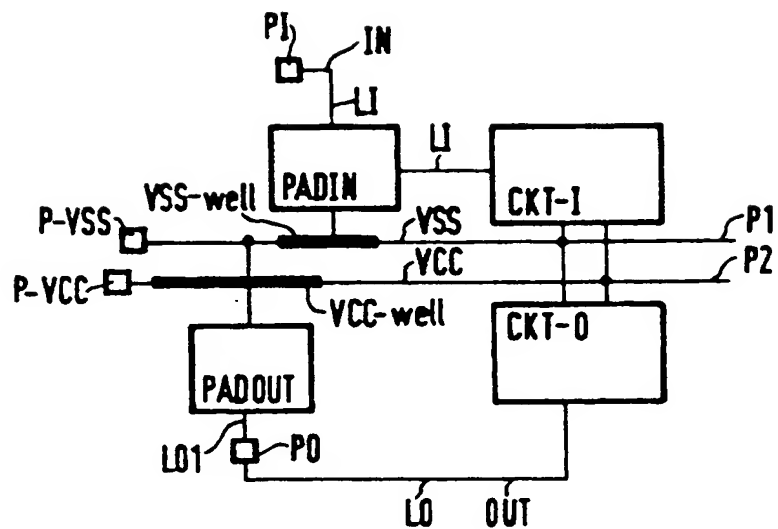 PI
IN
LI
PADIN
LI
CKT-I
VSS-well
P-VSS
VSS
P1
P-VCC
VCC
P2
VCC-well
CKT-O
PADOUT
LO1
PO
LO
OUT